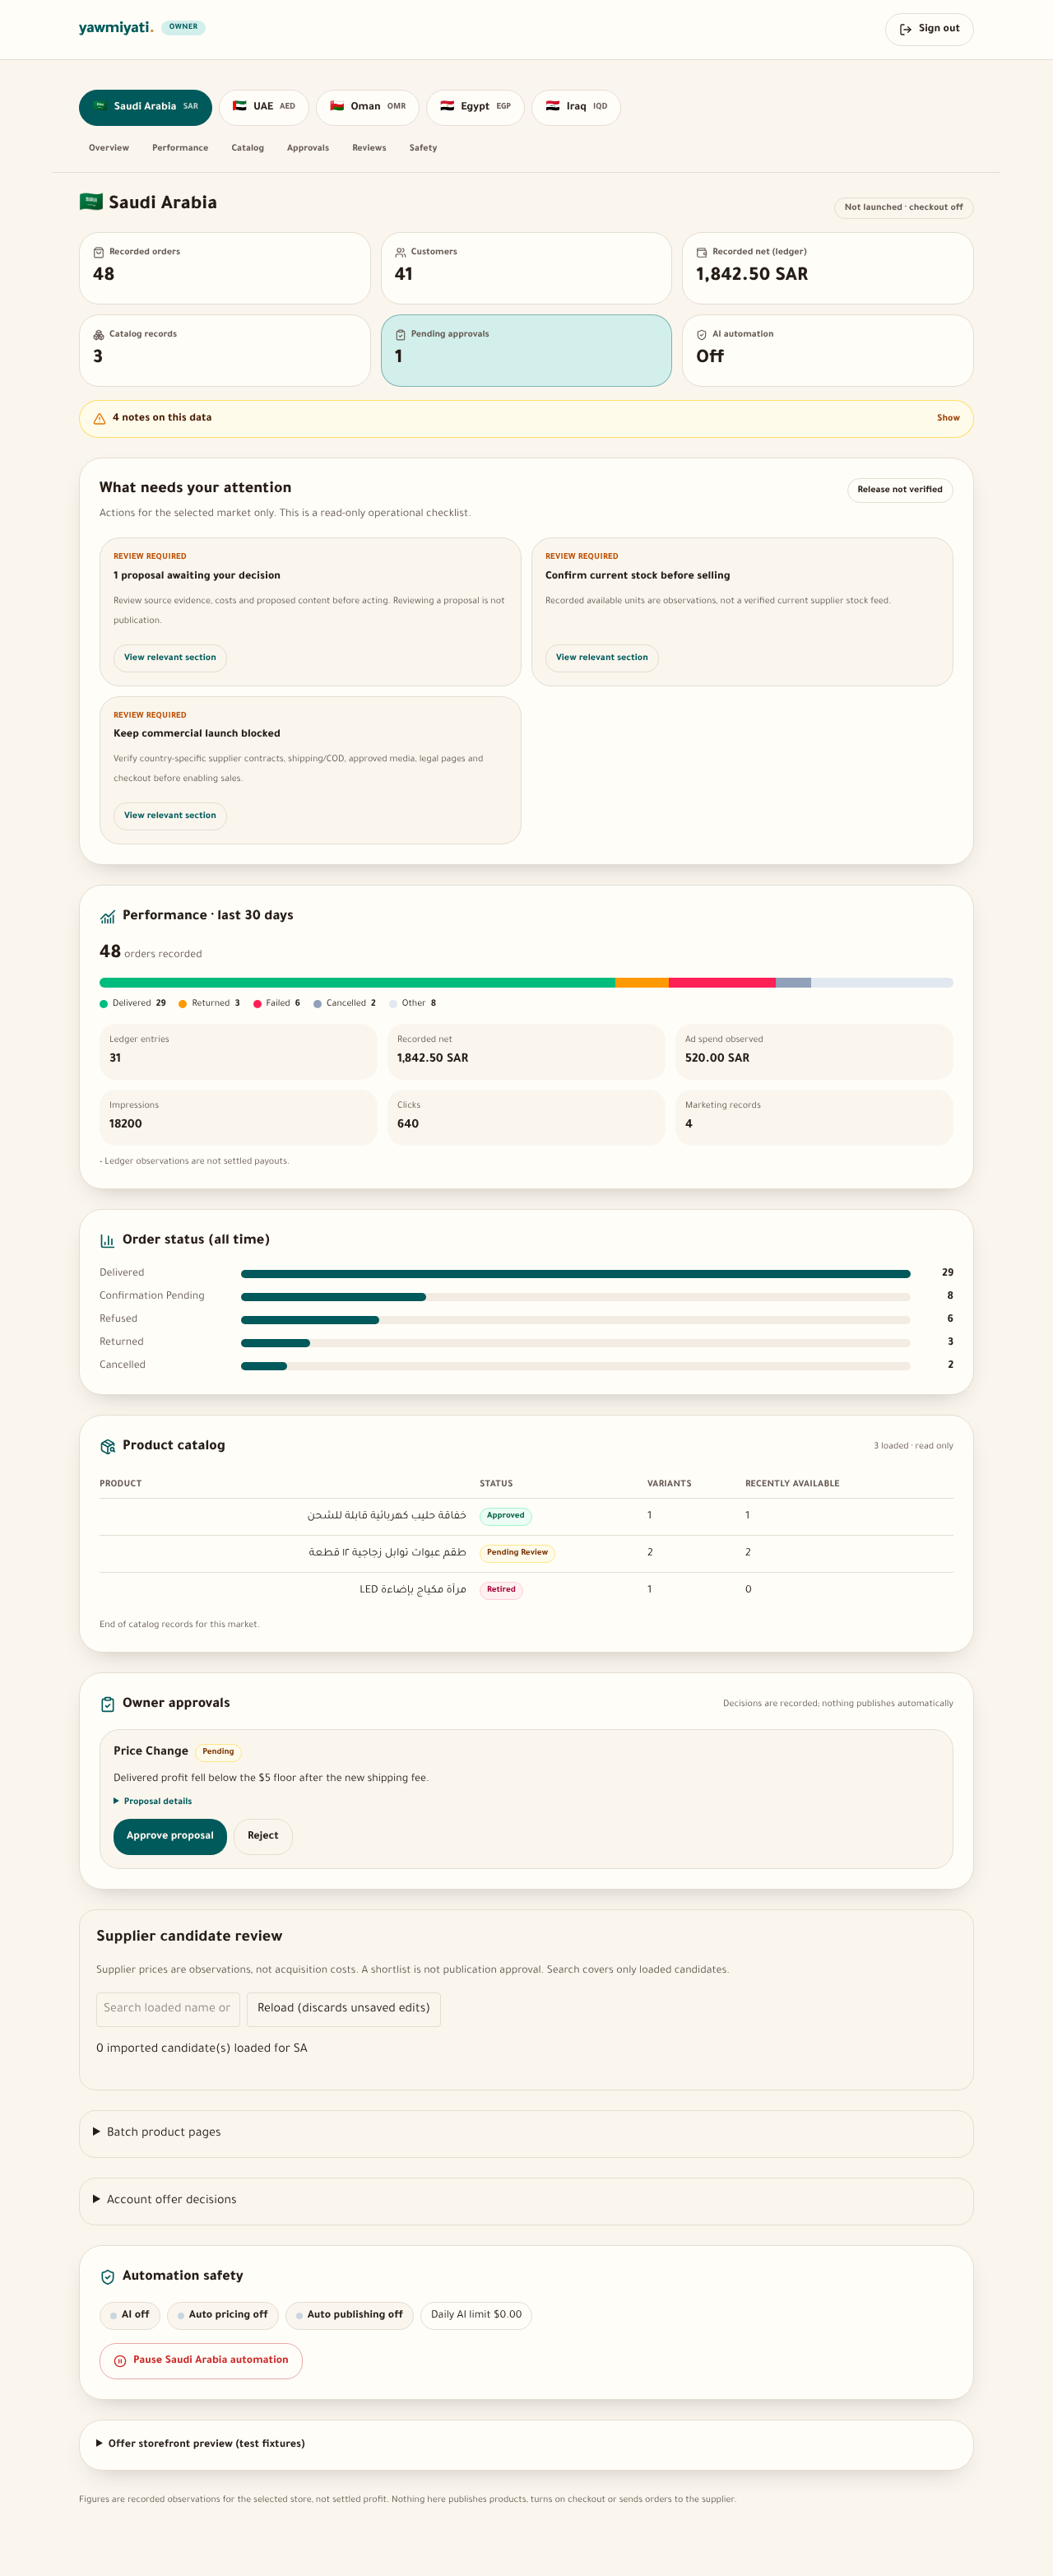 yawmiyati. OWNER
Sign out
Saudi Arabia SAR
UAE AED
Oman OMR
Egypt EGP
Iraq IQD
Overview
Performance
Catalog
Approvals
Reviews
Safety
Saudi Arabia
Not launched · checkout off
Recorded orders
48
Customers
41
Recorded net (ledger)
1,842.50 SAR
Catalog records
3
Pending approvals
1
AI automation
Off
4 notes on this data
Show
What needs your attention
Release not verified
Actions for the selected market only. This is a read-only operational checklist.
REVIEW REQUIRED
1 proposal awaiting your decision
Review source evidence, costs and proposed content before acting. Reviewing a proposal is not
publication.
View relevant section
REVIEW REQUIRED
Confirm current stock before selling
Recorded available units are observations, not a verified current supplier stock feed.
View relevant section
REVIEW REQUIRED
Keep commercial launch blocked
Verify country-specific supplier contracts, shipping/COD, approved media, legal pages and
checkout before enabling sales.
View relevant section
Performance · last 30 days
48 orders recorded
Delivered 29
Returned 3
Failed 6
Cancelled 2
Other 8
Ledger entries
31
Recorded net
1,842.50 SAR
Ad spend observed
520.00 SAR
Impressions
18200
Clicks
640
Marketing records
4
- Ledger observations are not settled payouts.
Order status (all time)
Delivered 29
Confirmation Pending 8
Refused 6
Returned 3
Cancelled 2
Product catalog
3 loaded · read only
PRODUCT STATUS VARIANTS RECENTLY AVAILABLE
خفاقة حليب كهربائية قابلة للشحن Approved 1 1
طقم عبوات توابل زجاجية ١٢ قطعة Pending Review 2 2
مرآة مكياج بإضاءة LED Retired 1 0
End of catalog records for this market.
Owner approvals
Decisions are recorded; nothing publishes automatically
Price Change Pending
Delivered profit fell below the $5 floor after the new shipping fee.
Proposal details
Approve proposal
Reject
Supplier candidate review
Supplier prices are observations, not acquisition costs. A shortlist is not publication approval. Search covers only loaded candidates.
Search loaded name or
Reload (discards unsaved edits)
0 imported candidate(s) loaded for SA
Batch product pages
Account offer decisions
Automation safety
AI off
Auto pricing off
Auto publishing off
Daily AI limit $0.00
Pause Saudi Arabia automation
Offer storefront preview (test fixtures)
Figures are recorded observations for the selected store, not settled profit. Nothing here publishes products, turns on checkout or sends orders to the supplier.